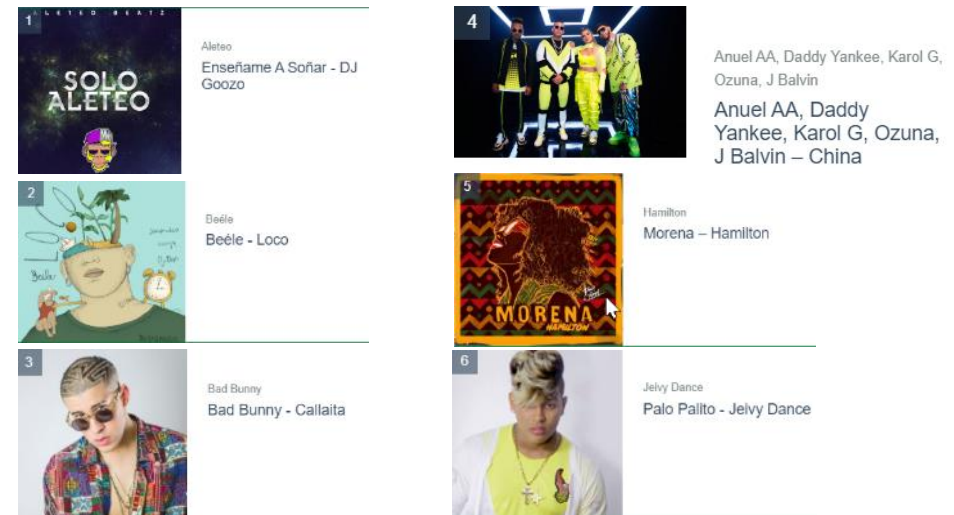 1
ALETEO BEATZ
SOLO
ALETEO
Aleteo
Enseñame A Soñar - DJ
Goozo
2
LOCO
Beéle
Beéle
Beéle - Loco
3
Bad Bunny
Bad Bunny - Callaita
4
Anuel AA, Daddy Yankee, Karol G,
Ozuna, J Balvin
Anuel AA, Daddy
Yankee, Karol G, Ozuna,
J Balvin – China
5
MORENA
HAMILTON
Hamilton
Morena – Hamilton
6
Jeivy Dance
Palo Palito - Jeivy Dance